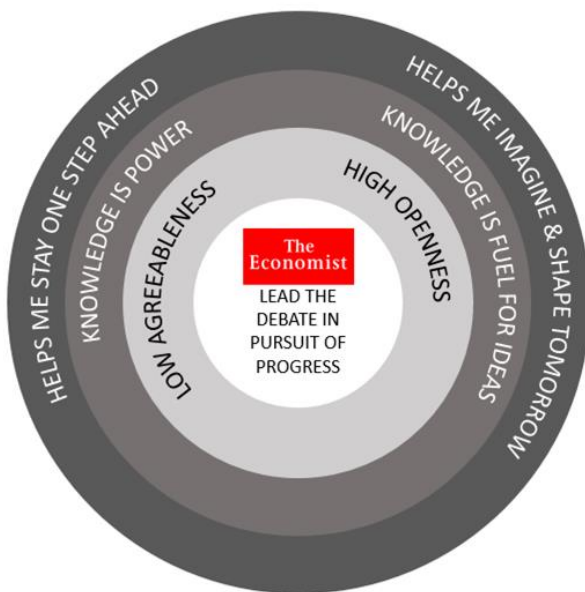 HELPS ME STAY ONE STEP AHEAD
HELPS ME IMAGINE & SHAPE TOMORROW
KNOWLEDGE IS POWER
KNOWLEDGE IS FUEL FOR IDEAS
LOW AGREEABLENESS
HIGH OPENNESS
The
Economist
LEAD THE
DEBATE IN
PURSUIT OF
PROGRESS